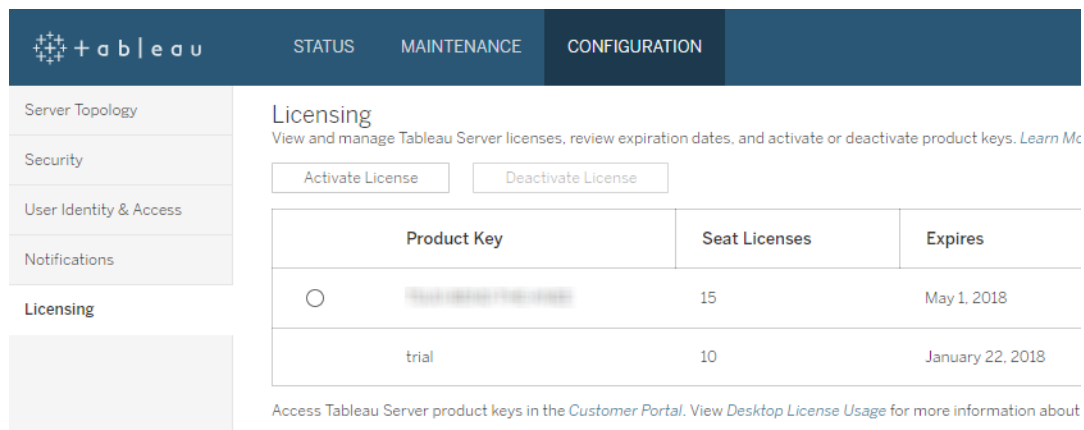 tableau STATUS MAINTENANCE CONFIGURATION
Server Topology
Security
User Identity & Access
Notifications
Licensing
Licensing
View and manage Tableau Server licenses, review expiration dates, and activate or deactivate product keys. Learn Mo
Activate License Deactivate License
Product Key Seat Licenses Expires
15 May 1, 2018
trial 10 January 22, 2018
Access Tableau Server product keys in the Customer Portal. View Desktop License Usage for more information about